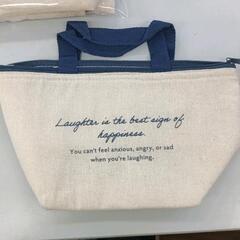 Laughter is the best sign of
happiness.
You can't feel anxious, angry, or sad
when you're laughing.